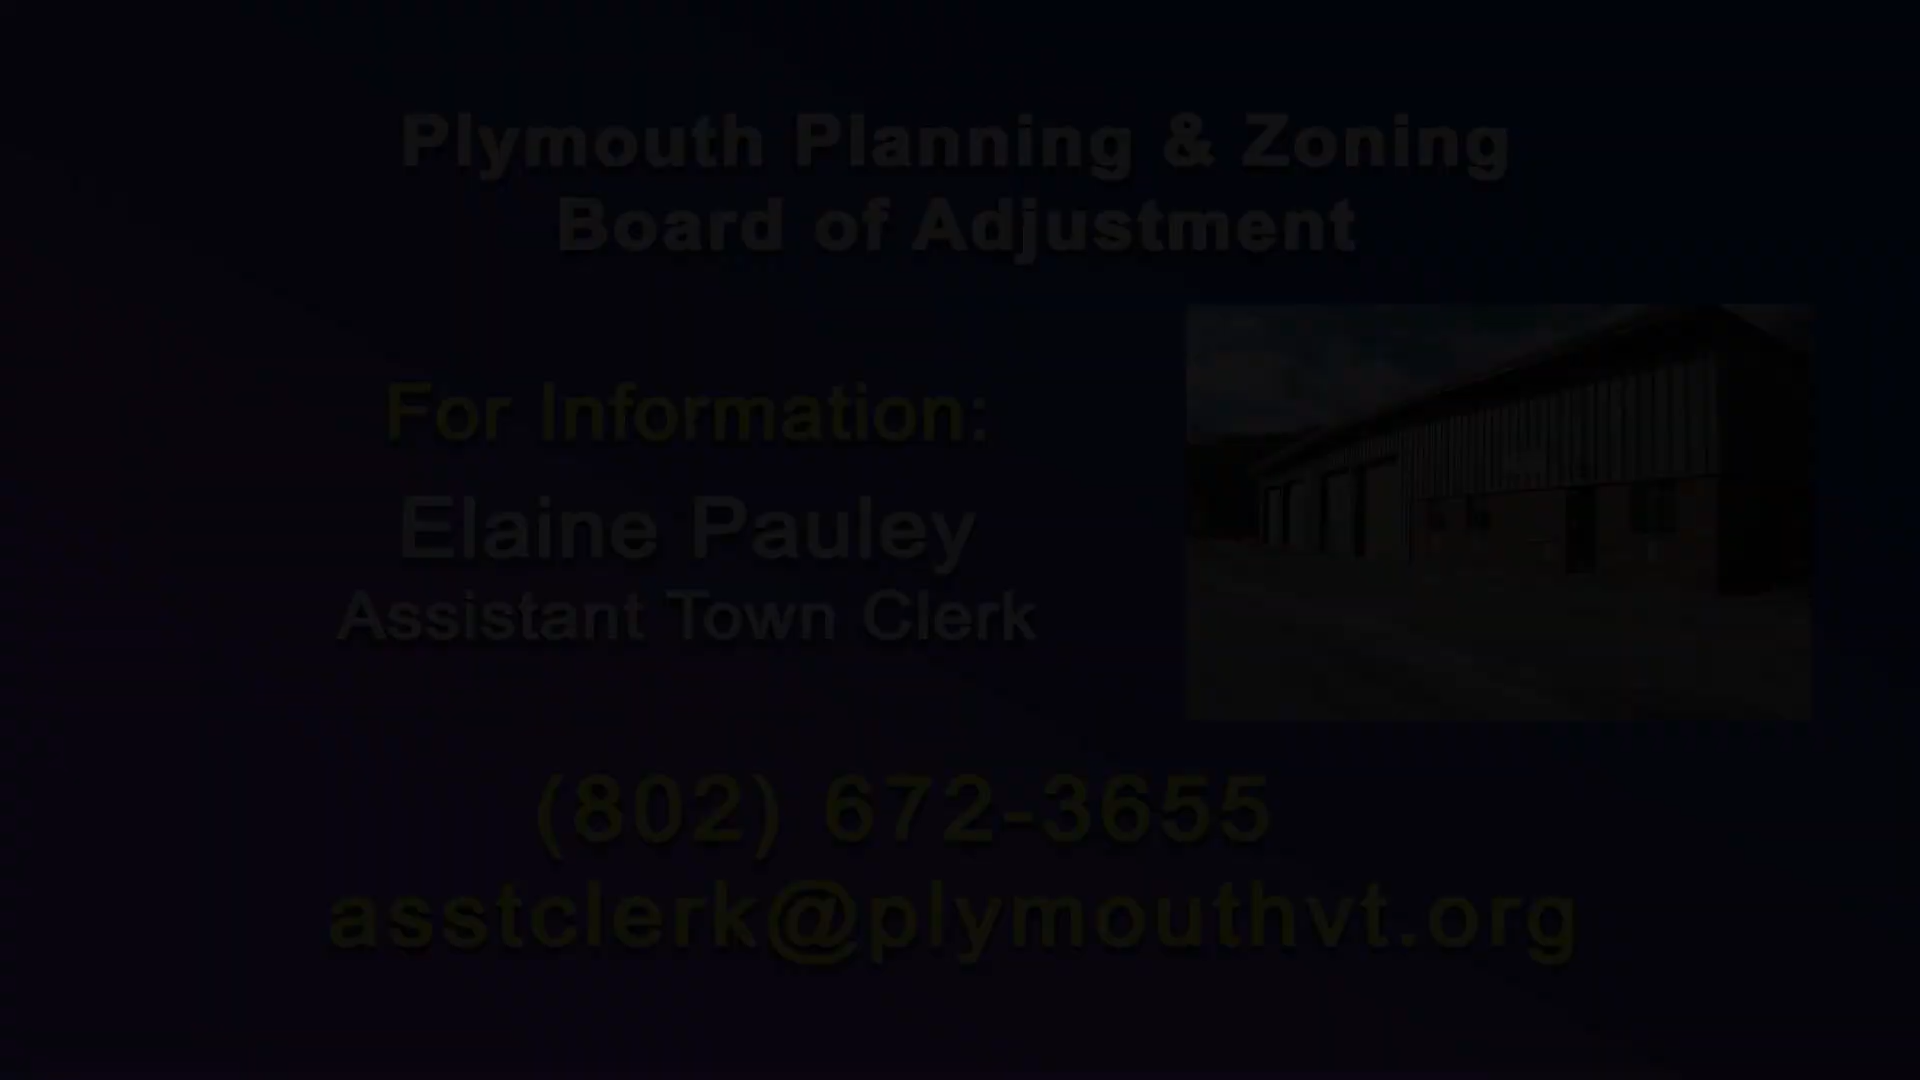 Plymouth Planning & Zoning
Board of Adjustment
For Information:
Elaine Pauley
Assistant Town Clerk
(802) 672-3655
asstclerk@plymouthvt.org